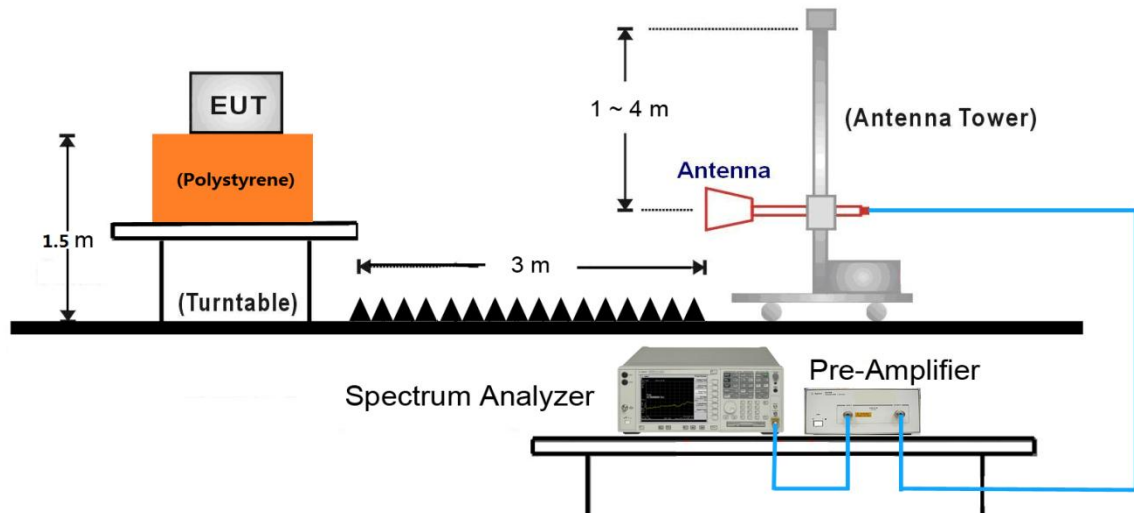 EUT
1 ~ 4 m
(Antenna Tower)
(Polystyrene)
Antenna
1.5 m
3 m
(Turntable)
Spectrum Analyzer
Pre-Amplifier